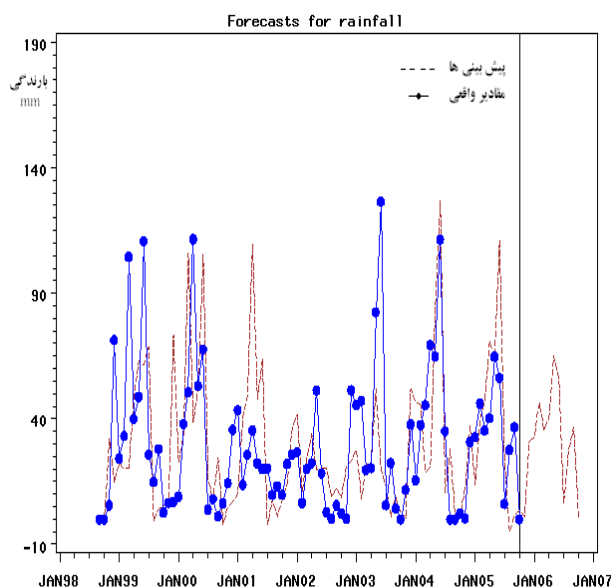 Forecasts for rainfall
190
بارندگی
mm
پیش بینی ها
مقادیر واقعی
140
90
40
-10
JAN98 JAN99 JAN00 JAN01 JAN02 JAN03 JAN04 JAN05 JAN06 JAN07